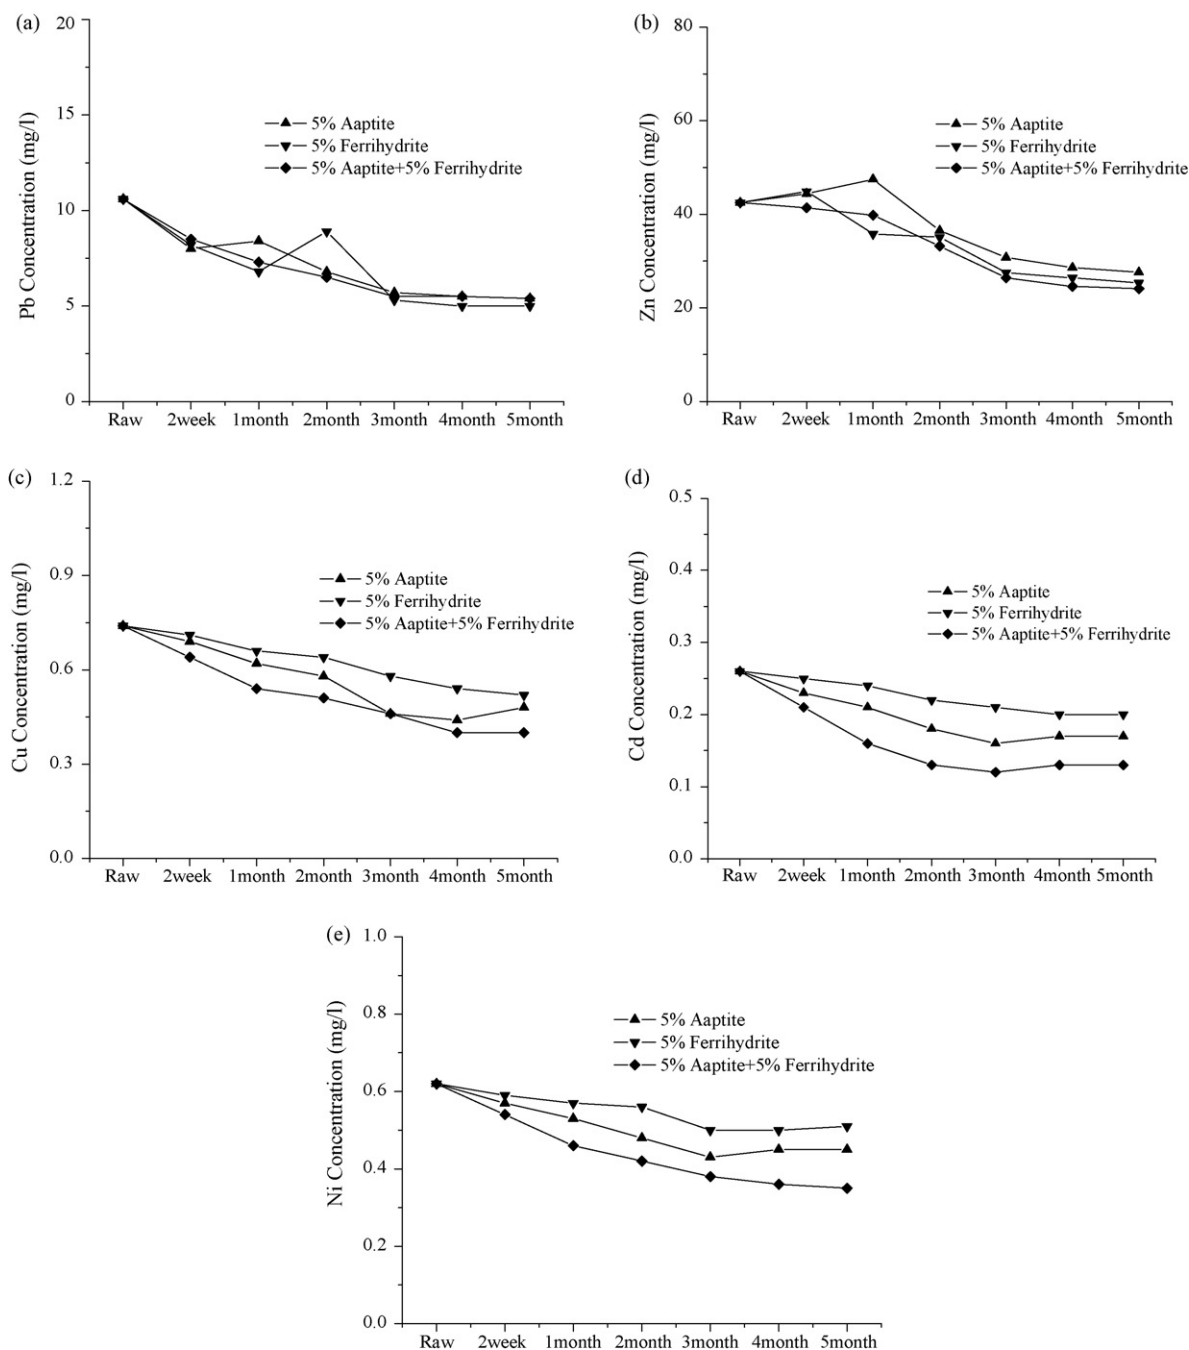 (a)
20
15
10
5
0
Pb Concentration (mg/l)
5% Aaptite
5% Ferrihydrite
5% Aaptite+5% Ferrihydrite
Raw 2week 1month 2month 3month 4month 5month
(b)
80
60
40
20
0
Zn Concentration (mg/l)
5% Aaptite
5% Ferrihydrite
5% Aaptite+5% Ferrihydrite
Raw 2week 1month 2month 3month 4month 5month
(c)
1.2
0.9
0.6
0.3
0.0
Cu Concentration (mg/l)
5% Aaptite
5% Ferrihydrite
5% Aaptite+5% Ferrihydrite
Raw 2week 1month 2month 3month 4month 5month
(d)
0.5
0.4
0.3
0.2
0.1
0.0
Cd Concentration (mg/l)
5% Aaptite
5% Ferrihydrite
5% Aaptite+5% Ferrihydrite
Raw 2week 1month 2month 3month 4month 5month
(e)
1.0
0.8
0.6
0.4
0.2
0.0
Ni Concentration (mg/l)
5% Aaptite
5% Ferrihydrite
5% Aaptite+5% Ferrihydrite
Raw 2week 1month 2month 3month 4month 5month